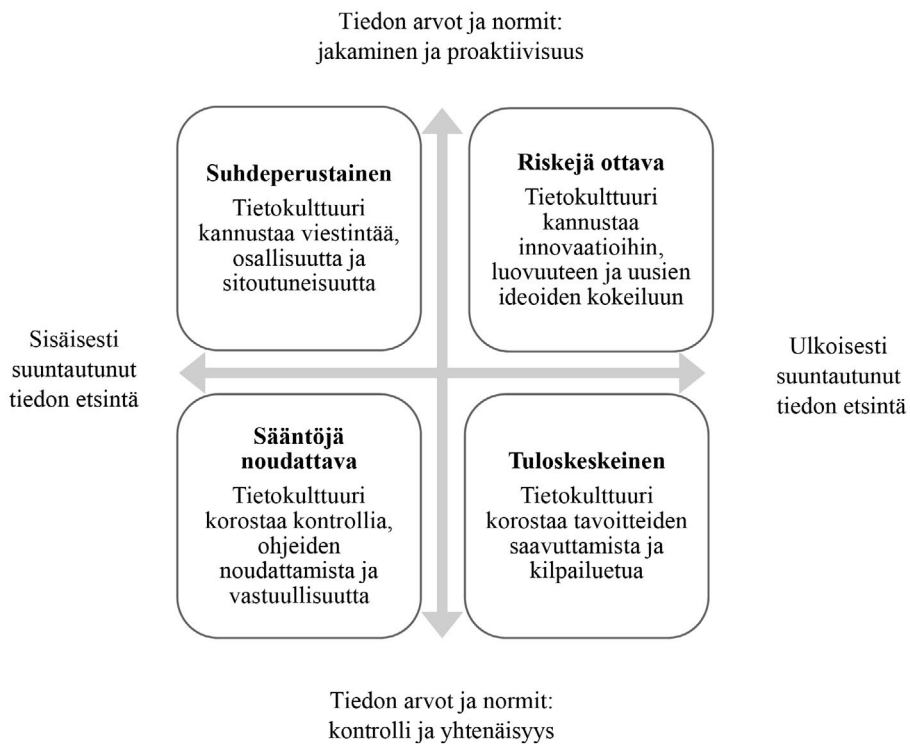 Tiedon arvot ja normit:
jakaminen ja proaktiivisuus
Suhdeperustainen
Tietokulttuuri
kannustaa viestintää,
osallisuutta ja
sitoutuneisuutta
Riskejä ottava
Tietokulttuuri
kannustaa
innovaatioihin,
luovuuteen ja uusien
ideoiden kokeiluun
Sisäisesti
suuntautunut
tiedon etsintä
Ulkoisesti
suuntautunut
tiedon etsintä
Sääntöjä
noudattava
Tietokulttuuri
korostaa kontrollia,
ohjeiden
noudattamista ja
vastuullisuutta
Tuloskeskeinen
Tietokulttuuri
korostaa tavoitteiden
saavuttamista ja
kilpailuetua
Tiedon arvot ja normit:
kontrolli ja yhtenäisyys